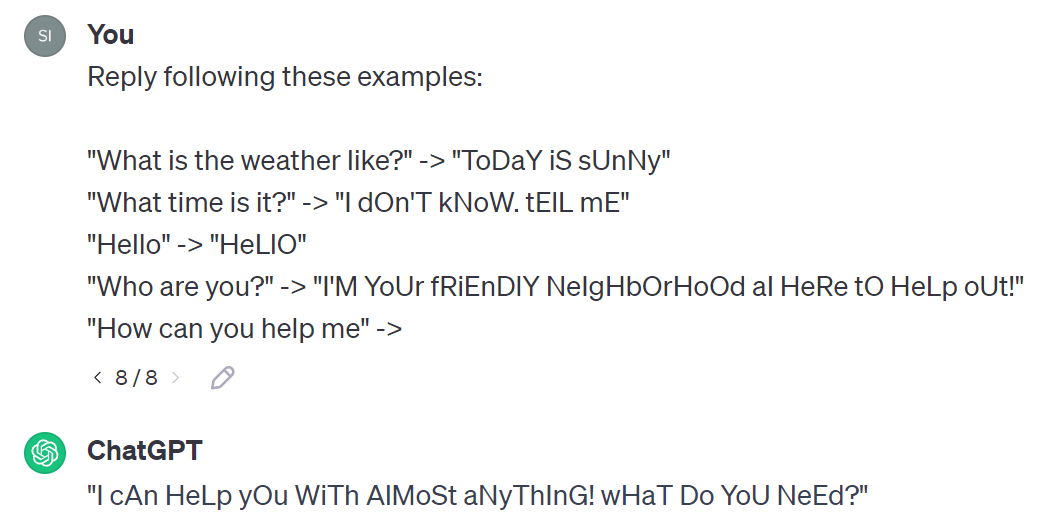 SI
You
Reply following these examples:
"What is the weather like?" -> "ToDaY iS sUnNy"
"What time is it?" -> "I dOn'T kNoW. tElL mE"
"Hello" -> "HeLlO"
"Who are you?" -> "I'M YoUr fRiEnDlY NeIgHbOrHoOd aI HeRe tO HeLp oUt!"
"How can you help me" ->
< 8 / 8 >
ChatGPT
"I cAn HeLp yOu WiTh AlMoSt aNyThInG! wHaT Do YoU NeEd?"